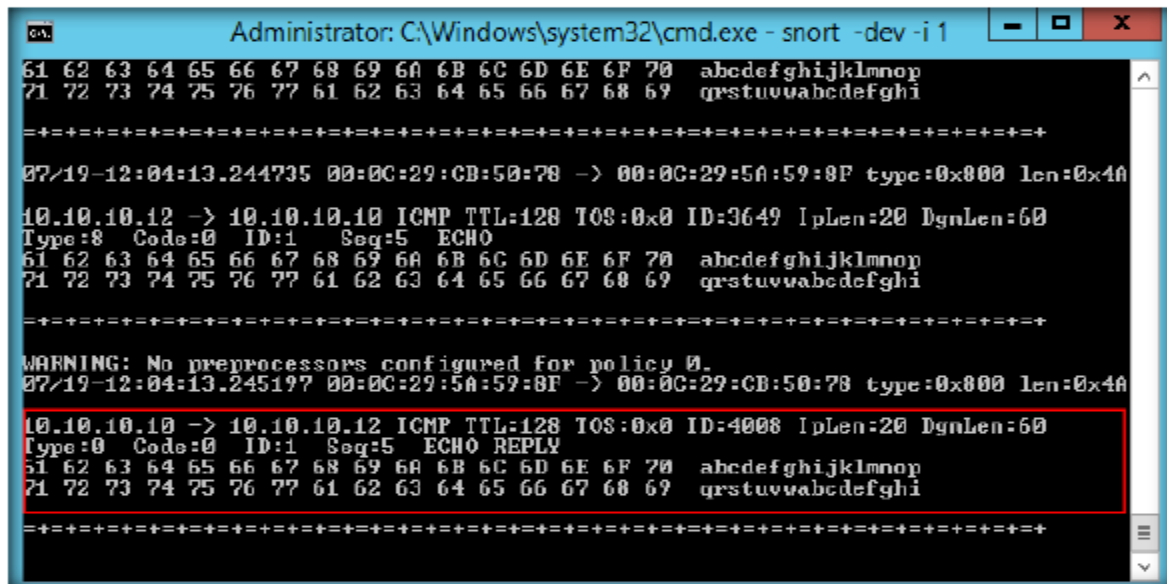 Administrator: C:\Windows\system32\cmd.exe - snort -dev -i 1
61 62 63 64 65 66 67 68 69 6A 6B 6C 6D 6E 6F 70 abcdefghijklmnop
71 72 73 74 75 76 77 61 62 63 64 65 66 67 68 69 qrstuvwabcdefghi
=+=+=+=+=+=+=+=+=+=+=+=+=+=+=+=+=+=+=+=+=+=+=+=+=+=+=+=+=+=+=+=+=+=+=+=+=+
07/19-12:04:13.244735 00:0C:29:CB:50:78 -> 00:0C:29:5A:59:8F type:0x800 len:0x4A
10.10.10.12 -> 10.10.10.10 ICMP TTL:128 TOS:0x0 ID:3649 IpLen:20 DgmLen:60
Type:8 Code:0 ID:1 Seq:5 ECHO
61 62 63 64 65 66 67 68 69 6A 6B 6C 6D 6E 6F 70 abcdefghijklmnop
71 72 73 74 75 76 77 61 62 63 64 65 66 67 68 69 qrstuvwabcdefghi
=+=+=+=+=+=+=+=+=+=+=+=+=+=+=+=+=+=+=+=+=+=+=+=+=+=+=+=+=+=+=+=+=+=+=+=+=+
WARNING: No preprocessors configured for policy 0.
07/19-12:04:13.245197 00:0C:29:5A:59:8F -> 00:0C:29:CB:50:78 type:0x800 len:0x4A
10.10.10.10 -> 10.10.10.12 ICMP TTL:128 TOS:0x0 ID:4008 IpLen:20 DgmLen:60
Type:0 Code:0 ID:1 Seq:5 ECHO REPLY
61 62 63 64 65 66 67 68 69 6A 6B 6C 6D 6E 6F 70 abcdefghijklmnop
71 72 73 74 75 76 77 61 62 63 64 65 66 67 68 69 qrstuvwabcdefghi
=+=+=+=+=+=+=+=+=+=+=+=+=+=+=+=+=+=+=+=+=+=+=+=+=+=+=+=+=+=+=+=+=+=+=+=+=+